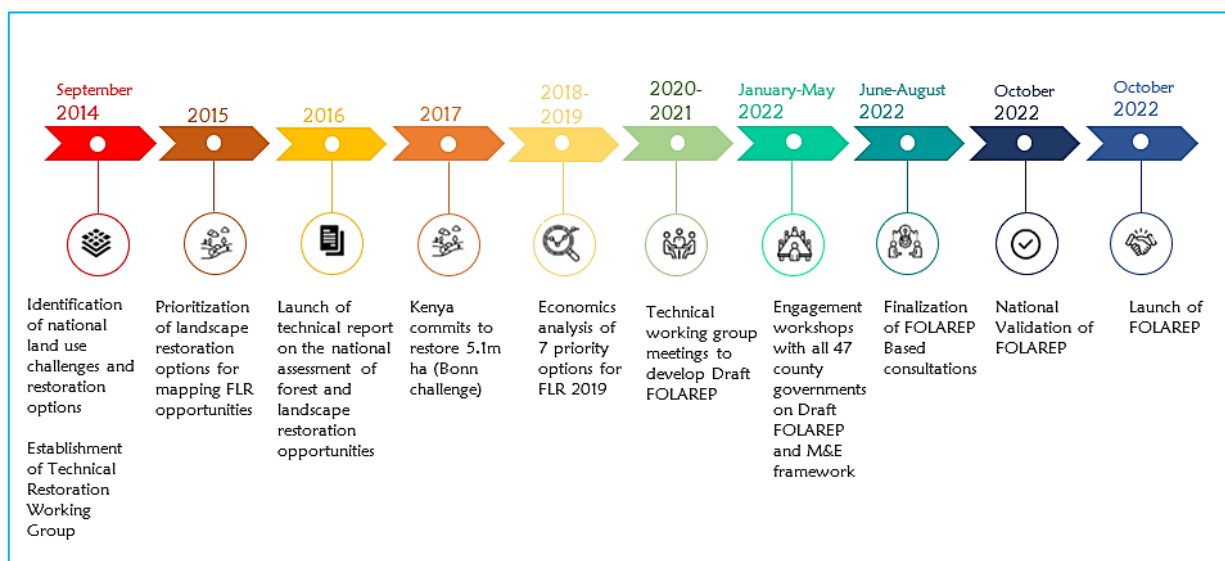 September
2014
2015
2016
2017
2018-
2019
2020-
2021
January-May
2022
June-August
2022
October
2022
October
2022
Identification
of national
land use
challenges and
restoration
options
Establishment
of Technical
Restoration
Working
Group
Prioritization
of landscape
restoration
options for
mapping FLR
opportunities
Launch of
technical report
on the national
assessment of
forest and
landscape
restoration
opportunities
Kenya
commits to
restore 5.1m
ha (Bonn
challenge)
Economics
analysis of
7 priority
options for
FLR 2019
Technical
working group
meetings to
develop Draft
FOLAREP
Engagement
workshops
with all 47
county
governments
on Draft
FOLAREP
and M&E
framework
Finalization
of FOLAREP
Based
consultations
National
Validation of
FOLAREP
Launch of
FOLAREP